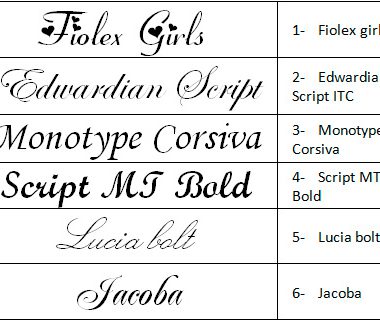 Fiolex Girls
1- Fiolex girl
Edwardian Script
2- Edwardia
Script ITC
Monotype Corsiva
3- Monotype
Corsiva
Script MT Bold
4- Script MT
Bold
Lucia bolt
5- Lucia bolt
Jacoba
6- Jacoba